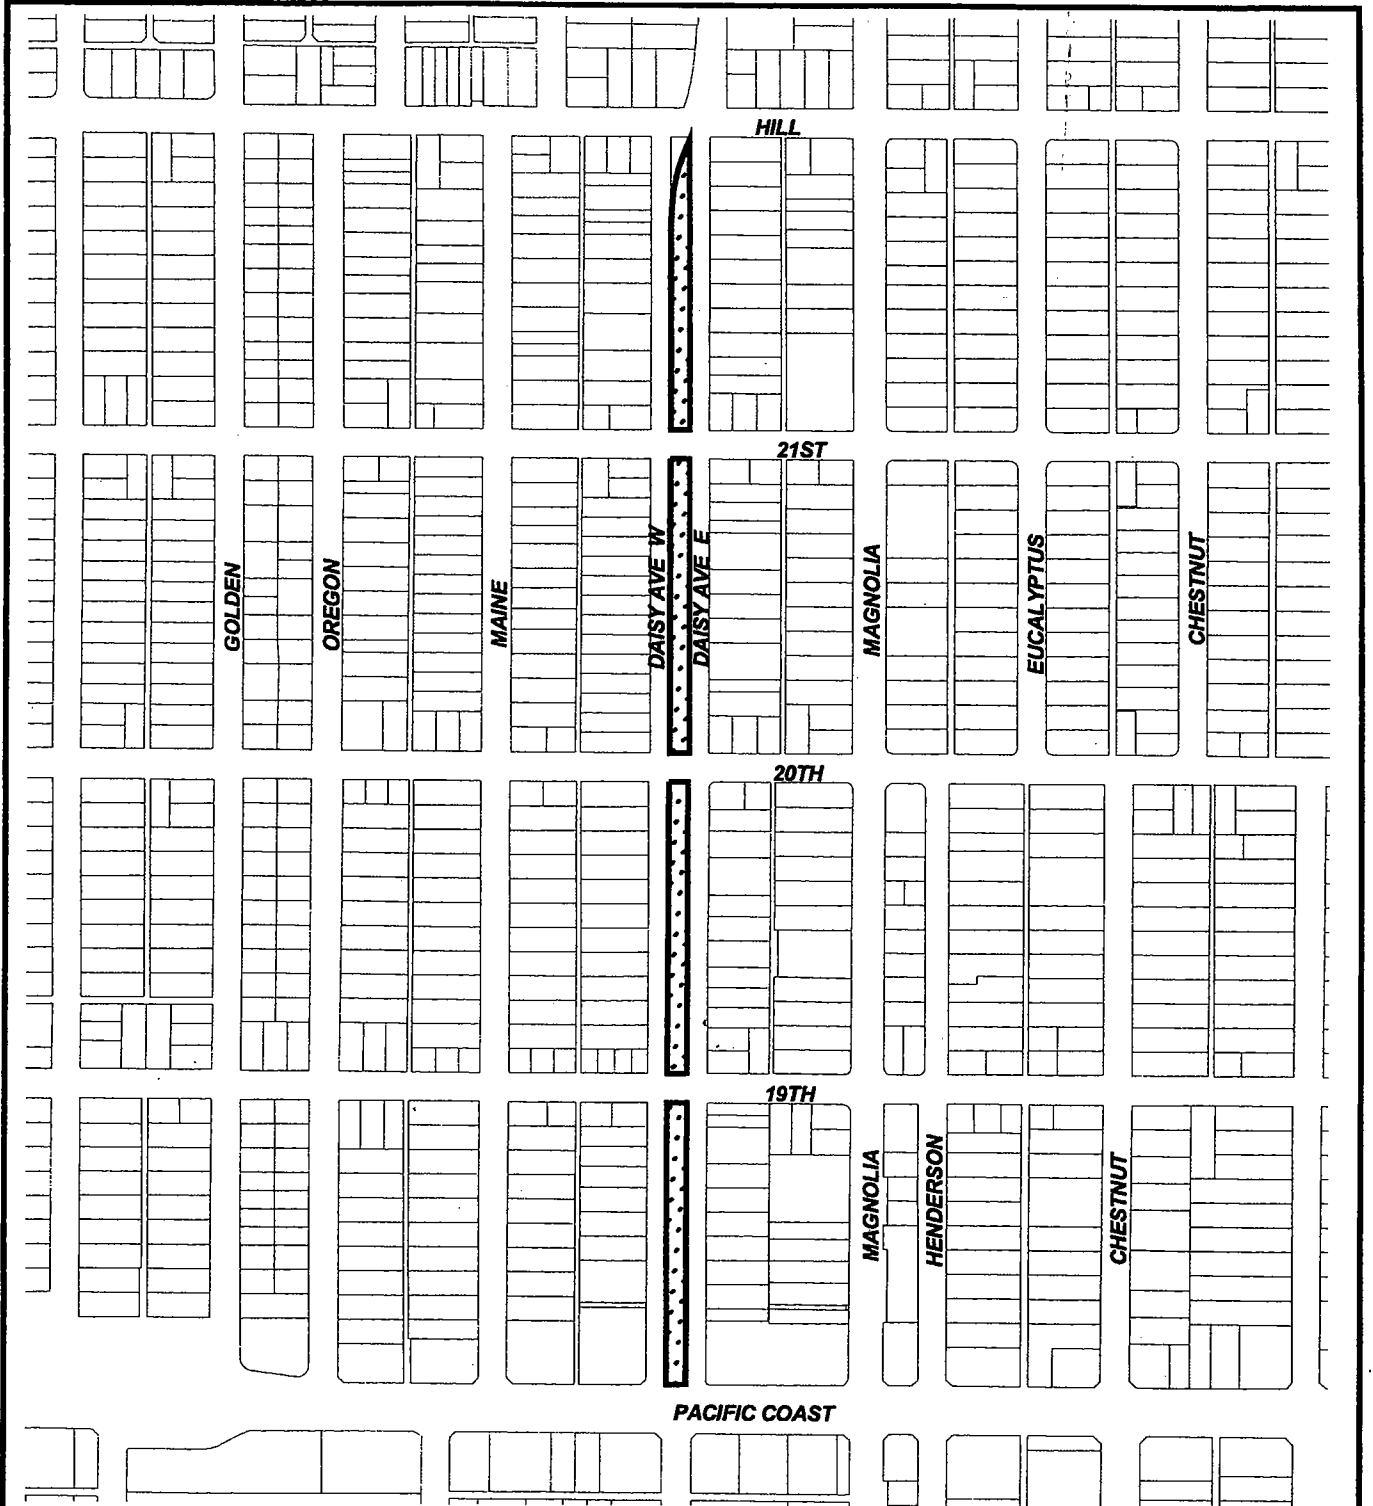 HILL
21ST
GOLDEN
OREGON
MAINE
DAISY AVE W
DAISY AVE E
MAGNOLIA
EUCALYPTUS
CHESTNUT
20TH
19TH
MAGNOLIA
HENDERSON
CHESTNUT
PACIFIC COAST